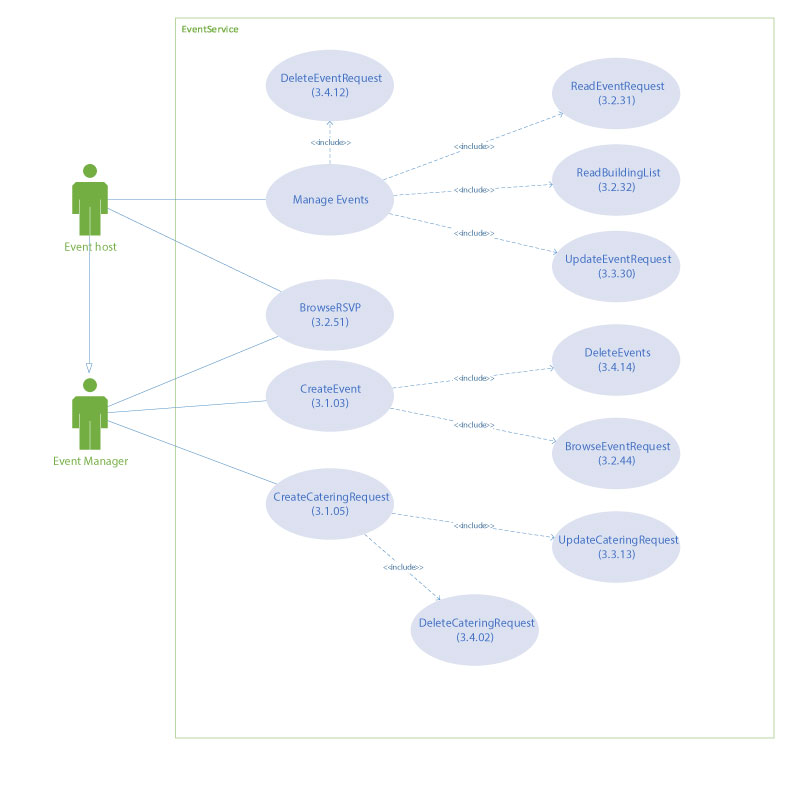 EventService
DeleteEventRequest
(3.4.12)
ReadEventRequest
(3.2.31)
<<include>>
<<include>>
ReadBuildingList
(3.2.32)
<<include>>
Manage Events
<<include>>
Event host
UpdateEventRequest
(3.3.30)
BrowseRSVP
(3.2.51)
DeleteEvents
(3.4.14)
<<include>>
CreateEvent
(3.1.03)
<<include>>
BrowseEventRequest
(3.2.44)
Event Manager
CreateCateringRequest
(3.1.05)
<<include>>
UpdateCateringRequest
(3.3.13)
<<include>>
DeleteCateringRequest
(3.4.02)